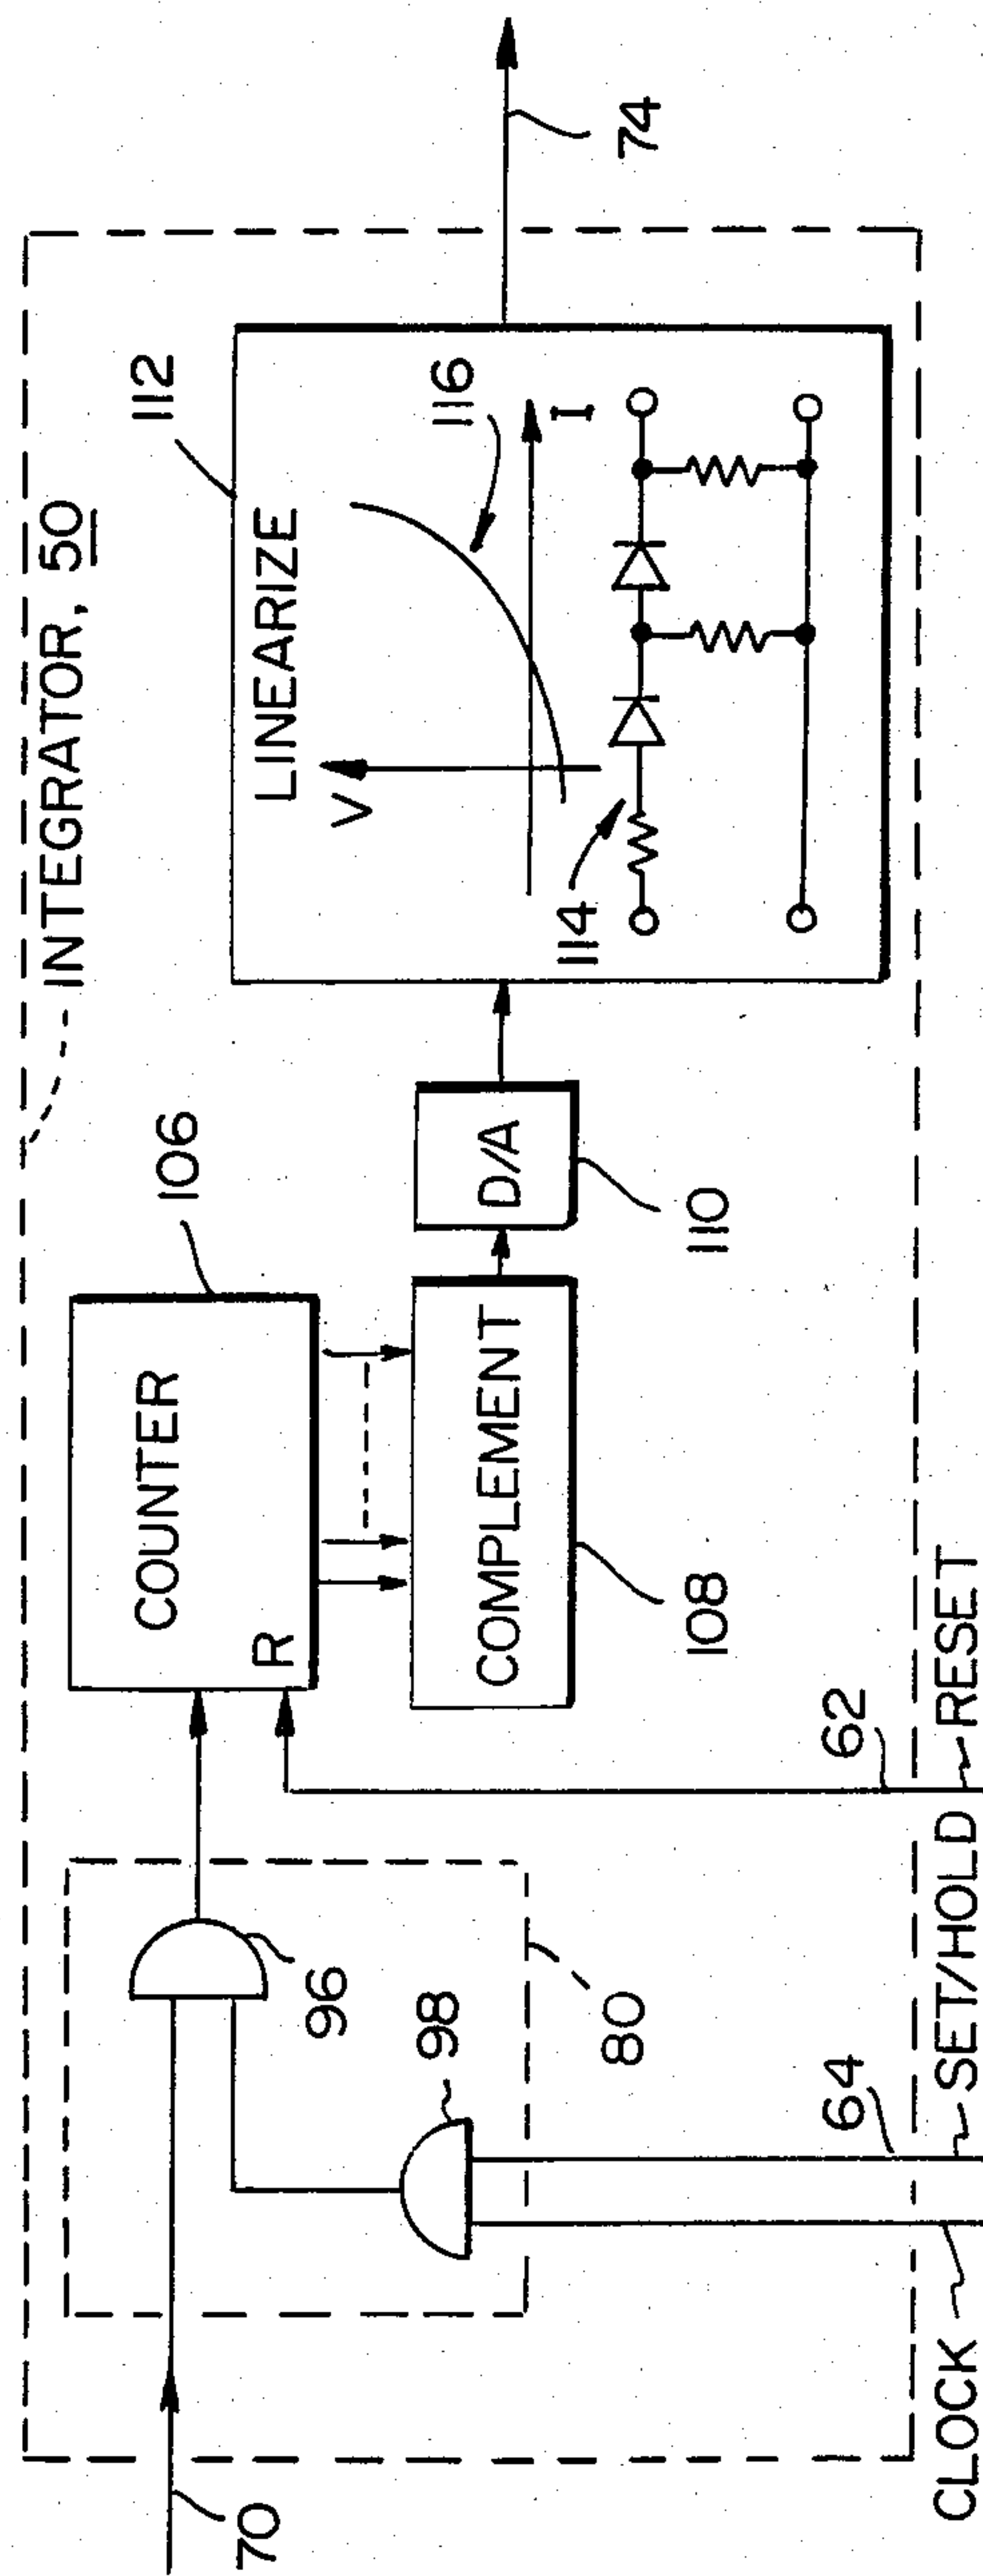 INTEGRATOR, 50
70
COUNTER
R
106
96
98
80
COMPLEMENT
108
D/A
110
112
LINEARIZE
V
116
I
114
74
CLOCK
64
SET/HOLD
62
RESET